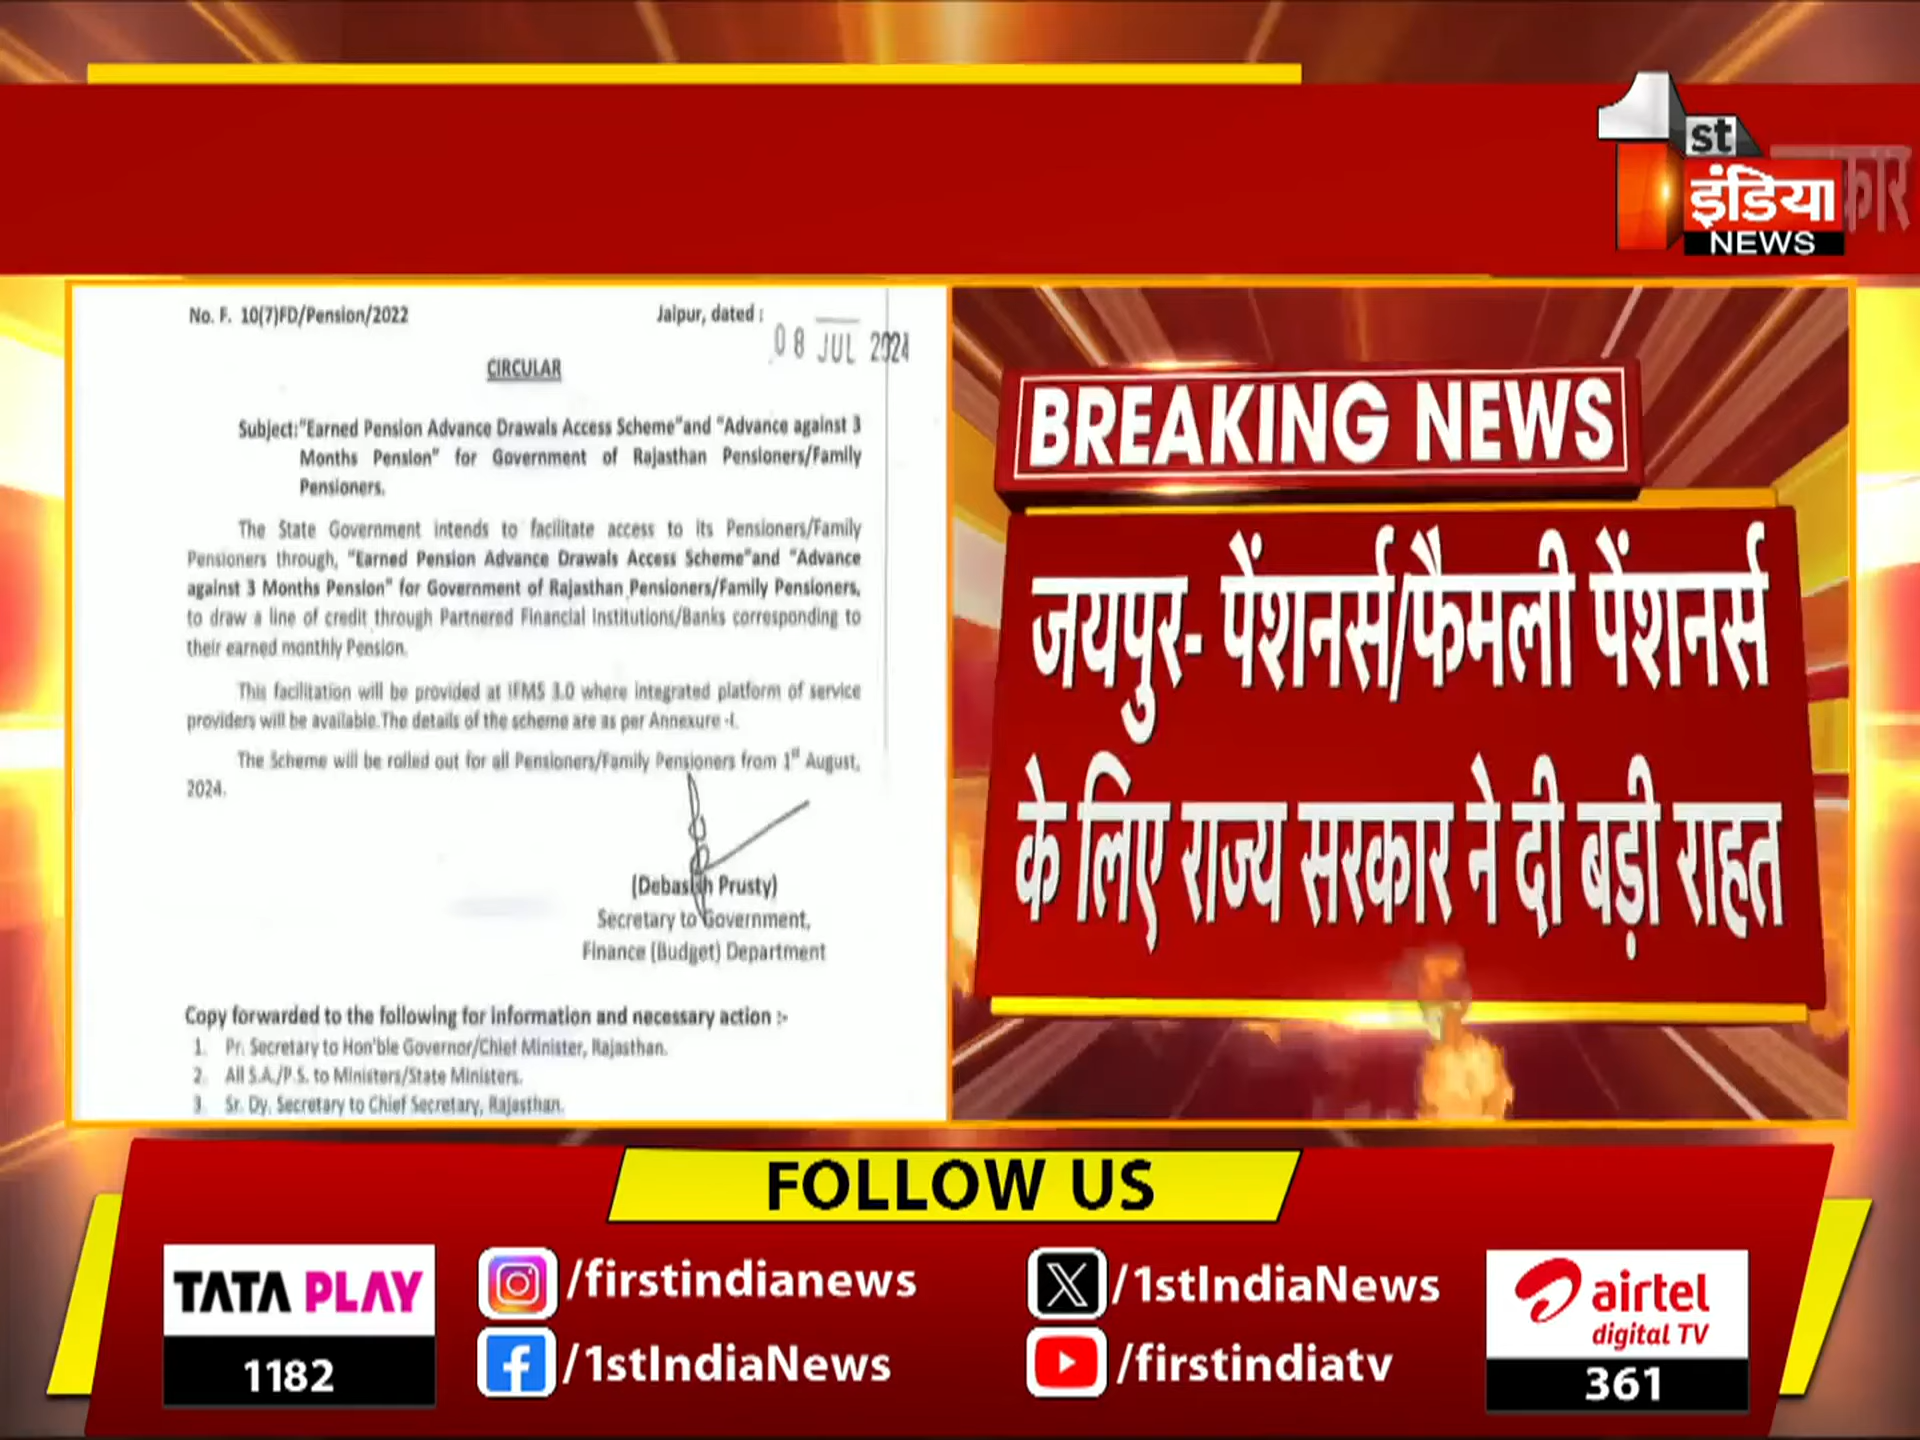 1st
इंडिया
NEWS
No. F. 10(7)FD/Pension/2022
Jaipur, dated :
08 JUL 2024
CIRCULAR
Subject:"Earned Pension Advance Drawals Access Scheme"and "Advance against 3
Months Pension" for Government of Rajasthan Pensioners/Family
Pensioners.
The State Government intends to facilitate access to its Pensioners/Family
Pensioners through, "Earned Pension Advance Drawals Access Scheme"and "Advance
against 3 Months Pension" for Government of Rajasthan Pensioners/Family Pensioners,
to draw a line of credit through Partnered Financial Institutions/Banks corresponding to
their earned monthly Pension.
This facilitation will be provided at IFMS 3.0 where integrated platform of service
providers will be available.The details of the scheme are as per Annexure -I.
The Scheme will be rolled out for all Pensioners/Family Pensioners from 1st August,
2024.
(Debasish Prusty)
Secretary to Government,
Finance (Budget) Department
Copy forwarded to the following for information and necessary action :-
1. Pr. Secretary to Hon'ble Governor/Chief Minister, Rajasthan.
2. All S.A./P.S. to Ministers/State Ministers.
3. Sr. Dy. Secretary to Chief Secretary, Rajasthan.
BREAKING NEWS
जयपुर- पेंशनर्स/फैमली पेंशनर्स
के लिए राज्य सरकार ने दी बड़ी राहत
FOLLOW US
TATA PLAY
1182
/firstindianews
/1stIndiaNews
/1stIndiaNews
/firstindiatv
airtel
digital TV
361